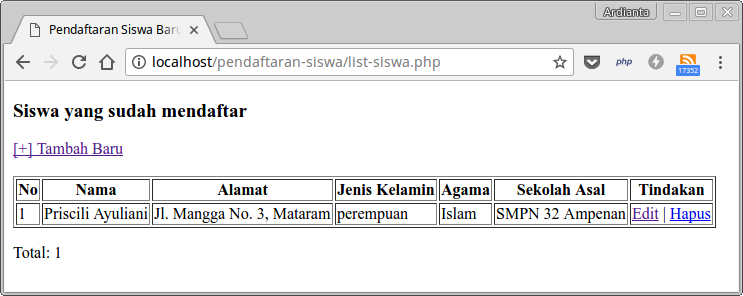 Ardianta
Pendaftaran Siswa Bar
localhost/pendaftaran-siswa/list-siswa.php
php
17352
Siswa yang sudah mendaftar
[+] Tambah Baru
No Nama Alamat Jenis Kelamin Agama Sekolah Asal Tindakan
1 Priscili Ayuliani Jl. Mangga No. 3, Mataram perempuan Islam SMPN 32 Ampenan Edit | Hapus
Total: 1